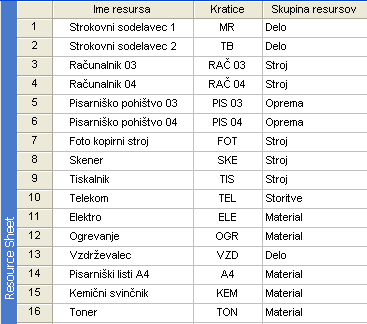 Ime resursa Kratice Skupina resursov
1 Strokovni sodelavec 1 MR Delo
2 Strokovni sodelavec 2 TB Delo
3 Računalnik 03 RAČ 03 Stroj
4 Računalnik 04 RAČ 04 Stroj
5 Pisarniško pohištvo 03 PIS 03 Oprema
6 Pisarniško pohištvo 04 PIS 04 Oprema
7 Foto kopirni stroj FOT Stroj
8 Skener SKE Stroj
9 Tiskalnik TIS Stroj
10 Telekom TEL Storitve
11 Elektro ELE Material
12 Ogrevanje OGR Material
13 Vzdrževalec VZD Delo
14 Pisarniški listi A4 A4 Material
15 Kemični svinčnik KEM Material
16 Toner TON Material
Resource Sheet